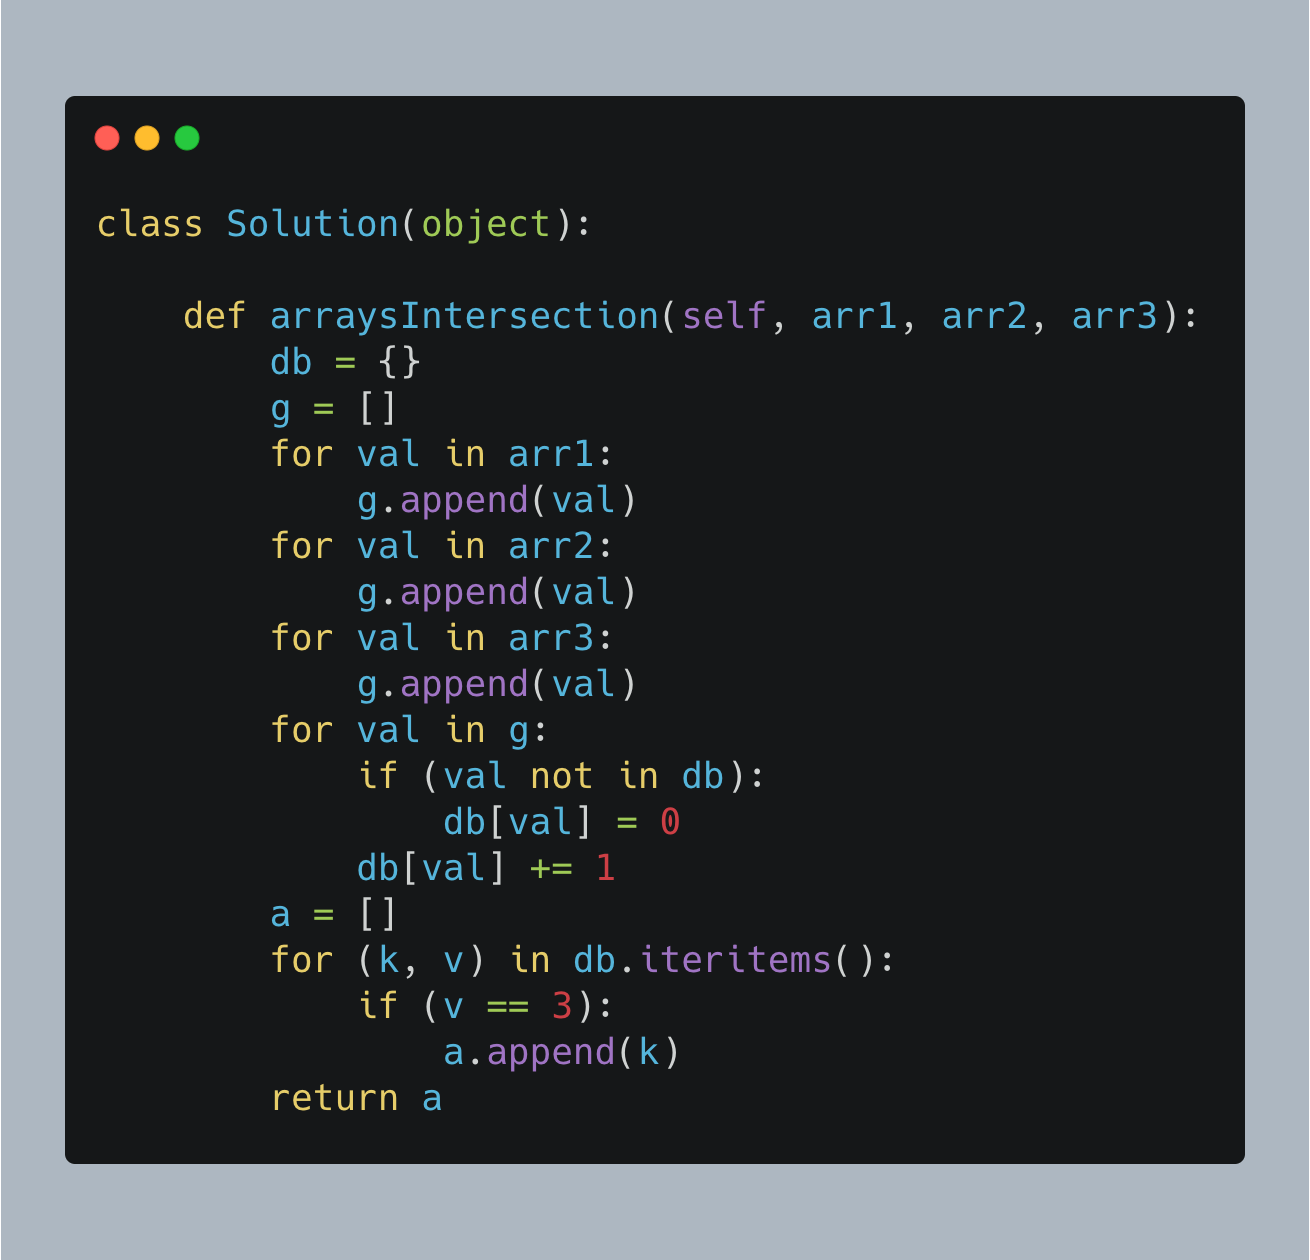 class Solution(object):

    def arraysIntersection(self, arr1, arr2, arr3):
        db = {}
        g = []
        for val in arr1:
            g.append(val)
        for val in arr2:
            g.append(val)
        for val in arr3:
            g.append(val)
        for val in g:
            if (val not in db):
                db[val] = 0
            db[val] += 1
        a = []
        for (k, v) in db.iteritems():
            if (v == 3):
                a.append(k)
        return a